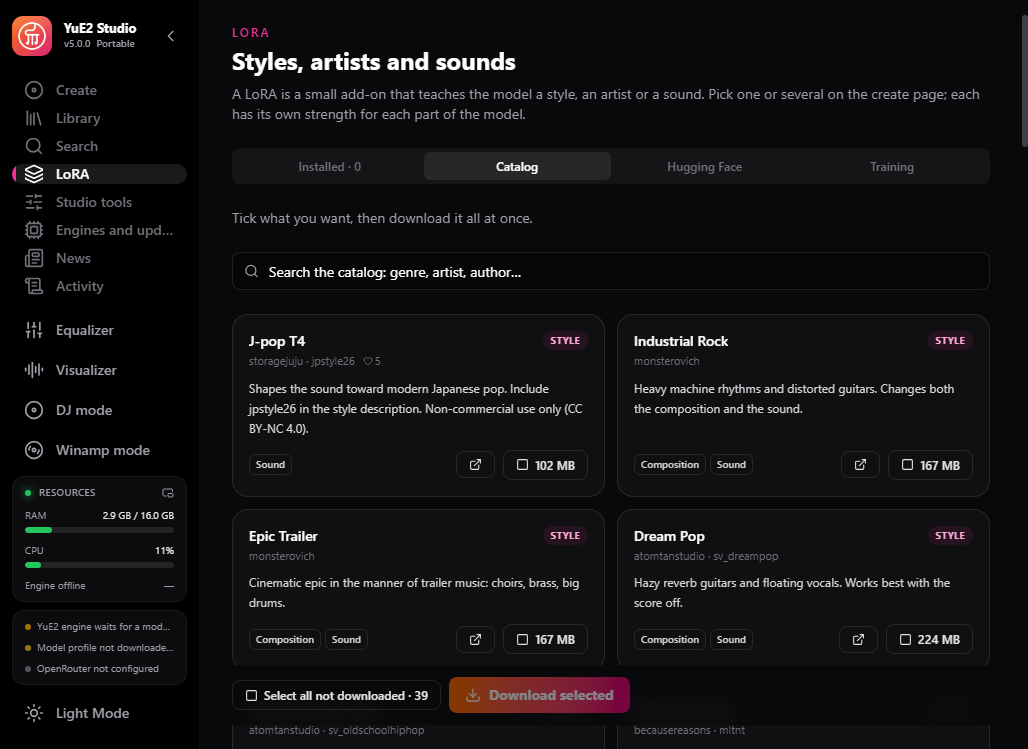 YuE2 Studio
v5.0.0 Portable
Create
Library
Search
LoRA
Studio tools
Engines and upd...
News
Activity
Equalizer
Visualizer
DJ mode
Winamp mode
RESOURCES
RAM 2.9 GB / 16.0 GB
CPU 11%
Engine offline —
YuE2 engine waits for a mod...
Model profile not downloade...
OpenRouter not configured
Light Mode
LORA
Styles, artists and sounds
A LoRA is a small add-on that teaches the model a style, an artist or a sound. Pick one or several on the create page; each
has its own strength for each part of the model.
Installed · 0 Catalog Hugging Face Training
Tick what you want, then download it all at once.
Search the catalog: genre, artist, author...
J-pop T4 STYLE
storagejuju · jpstyle26 5
Shapes the sound toward modern Japanese pop. Include
jpstyle26 in the style description. Non-commercial use only (CC
BY-NC 4.0).
Sound 102 MB
Industrial Rock STYLE
monsterovich
Heavy machine rhythms and distorted guitars. Changes both
the composition and the sound.
Composition Sound 167 MB
Epic Trailer STYLE
monsterovich
Cinematic epic in the manner of trailer music: choirs, brass, big
drums.
Composition Sound 167 MB
Dream Pop STYLE
atomtanstudio · sv_dreampop
Hazy reverb guitars and floating vocals. Works best with the
score off.
Composition Sound 224 MB
Select all not downloaded · 39 Download selected
atomtanstudio · sv_oldschoolhiphop
becausereasons · mltnt